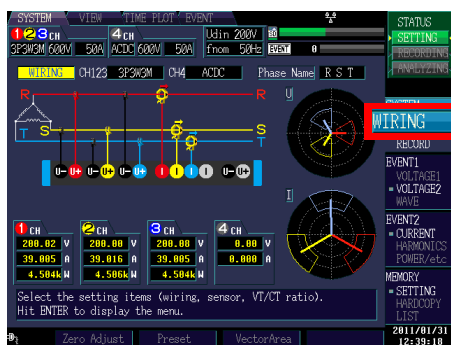 SYSTEM VIEW TIME PLOT EVENT
123CH 4CH Udin 200V
3P3W3M 600V 50A ACDC 600V 50A fnom 50Hz EVENT 0
WIRING CH123 3P3W3M CH4 ACDC Phase Name R S T
R R U
S S
T T
U- U+ U- U+ U- U+ I I I I U- U+
I
1CH 2CH 3CH 4CH
200.02 V 200.00 V 200.08 V 0.00 V
39.005 A 39.016 A 39.005 A 0.000 A
4.504kW 4.506kW 4.504kW
Select the setting items (wiring, sensor, VT/CT ratio).
Hit ENTER to display the menu.
Zero Adjust Preset VectorArea
STATUS
SETTING
RECORDING
ANALYZING
SYSTEM
WIRING
RECORD
EVENT1
VOLTAGE1
VOLTAGE2
WAVE
EVENT2
CURRENT
HARMONICS
POWER/etc
MEMORY
SETTING
HARDCOPY
LIST
2011/01/31
12:39:18